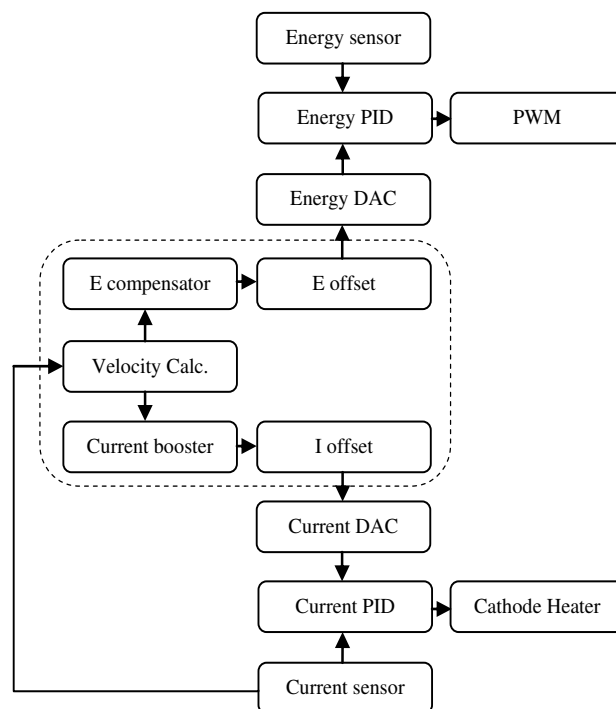 Energy sensor
Energy PID
PWM
Energy DAC
E compensator
E offset
Velocity Calc.
Current booster
I offset
Current DAC
Current PID
Cathode Heater
Current sensor